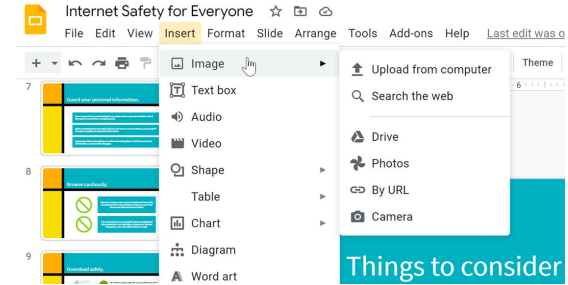 Internet Safety for Everyone
File Edit View Insert Format Slide Arrange Tools Add-ons Help Last edit was o
Image
Text box
Audio
Video
Shape
Table
Chart
Diagram
Word art
Upload from computer
Search the web
Drive
Photos
By URL
Camera
Theme
6
7
Guard your personal information.
8
Browse cautiously.
9
Download safely.
Things to consider